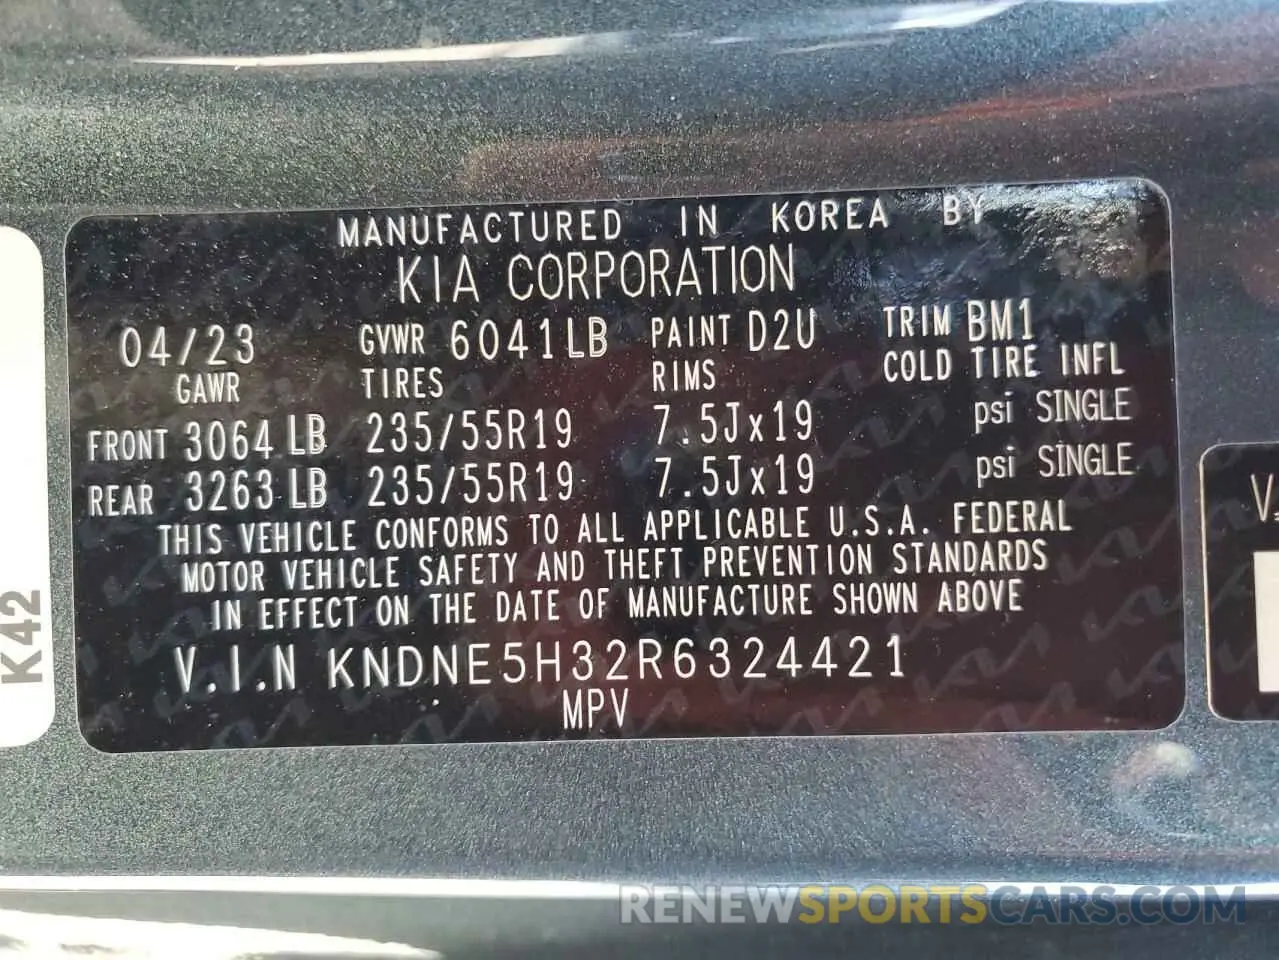 MANUFACTURED IN KOREA BY
KIA CORPORATION
04/23 GVWR 6041LB PAINT D2U TRIM BM1
GAWR TIRES RIMS COLD TIRE INFL
FRONT 3064 LB 235/55R19 7.5Jx19 psi SINGLE
REAR 3263 LB 235/55R19 7.5Jx19 psi SINGLE
THIS VEHICLE CONFORMS TO ALL APPLICABLE U.S.A. FEDERAL
MOTOR VEHICLE SAFETY AND THEFT PREVENTION STANDARDS
IN EFFECT ON THE DATE OF MANUFACTURE SHOWN ABOVE
V.I.N KNDNE5H32R6324421
MPV
K42
RENEWSPORTSCARS.COM